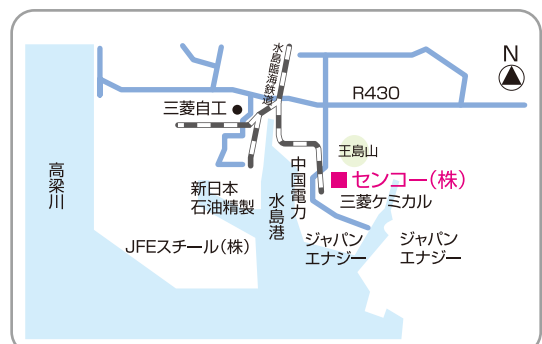 N
水島臨海鉄道
R430
三菱自工
王島山
センコー(株)
三菱ケミカル
中国電力
高梁川
新日本
石油精製
水島港
JFEスチール(株)
ジャパン
エナジー
ジャパン
エナジー